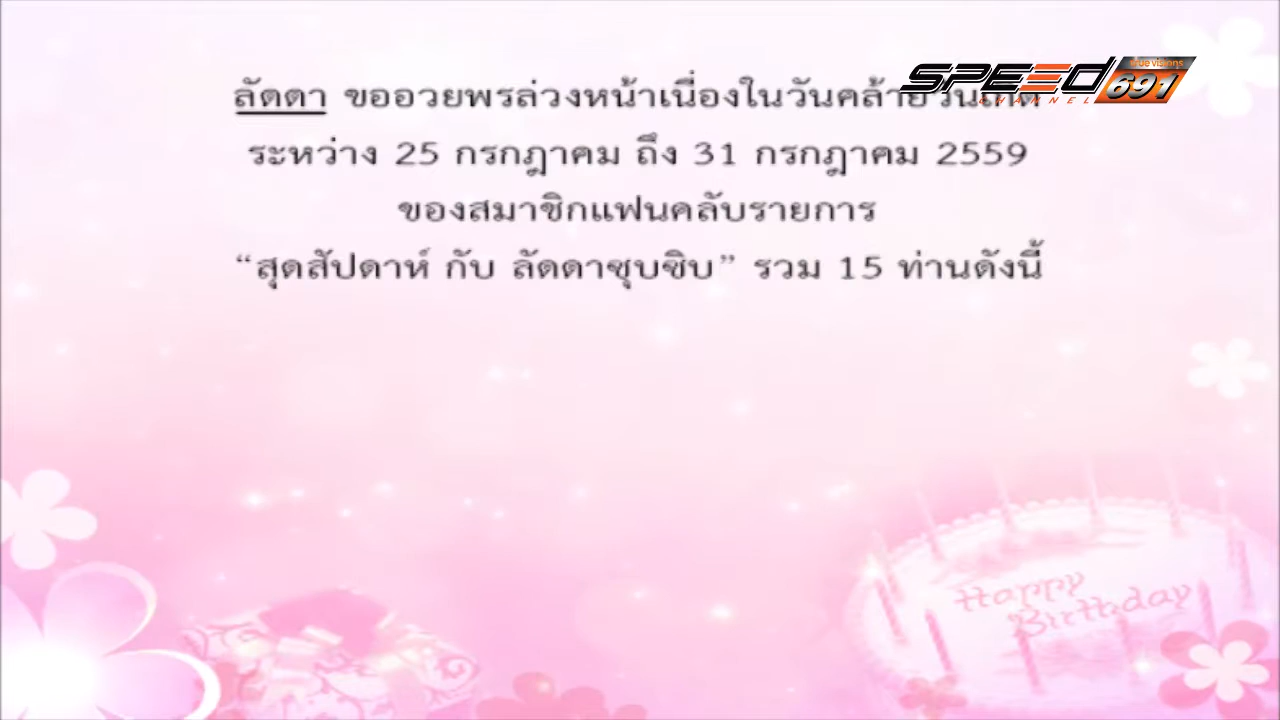 ลัดดา ขออวยพรล่วงหน้าเนื่องในวันคล้ายวันเกิด
ระหว่าง 25 กรกฎาคม ถึง 31 กรกฎาคม 2559
ของสมาชิกแฟนคลับรายการ
“สุดสัปดาห์ กับ ลัดดาซุบซิบ” รวม 15 ท่านดังนี้
SPEED
CHANNEL
true visions
691
Happy
Birthday